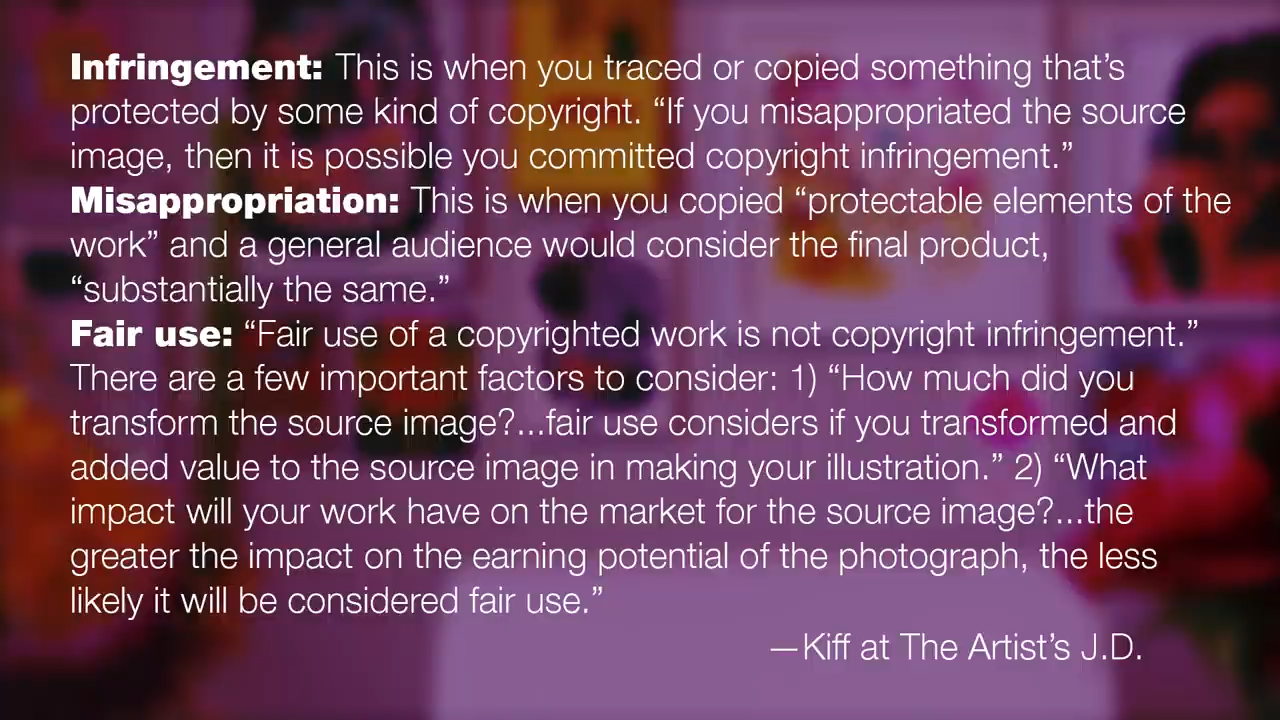 Infringement: This is when you traced or copied something that’s
protected by some kind of copyright. “If you misappropriated the source
image, then it is possible you committed copyright infringement.”
Misappropriation: This is when you copied “protectable elements of the
work” and a general audience would consider the final product,
“substantially the same.”
Fair use: “Fair use of a copyrighted work is not copyright infringement.”
There are a few important factors to consider: 1) “How much did you
transform the source image?...fair use considers if you transformed and
added value to the source image in making your illustration.” 2) “What
impact will your work have on the market for the source image?...the
greater the impact on the earning potential of the photograph, the less
likely it will be considered fair use.”
—Kiff at The Artist’s J.D.